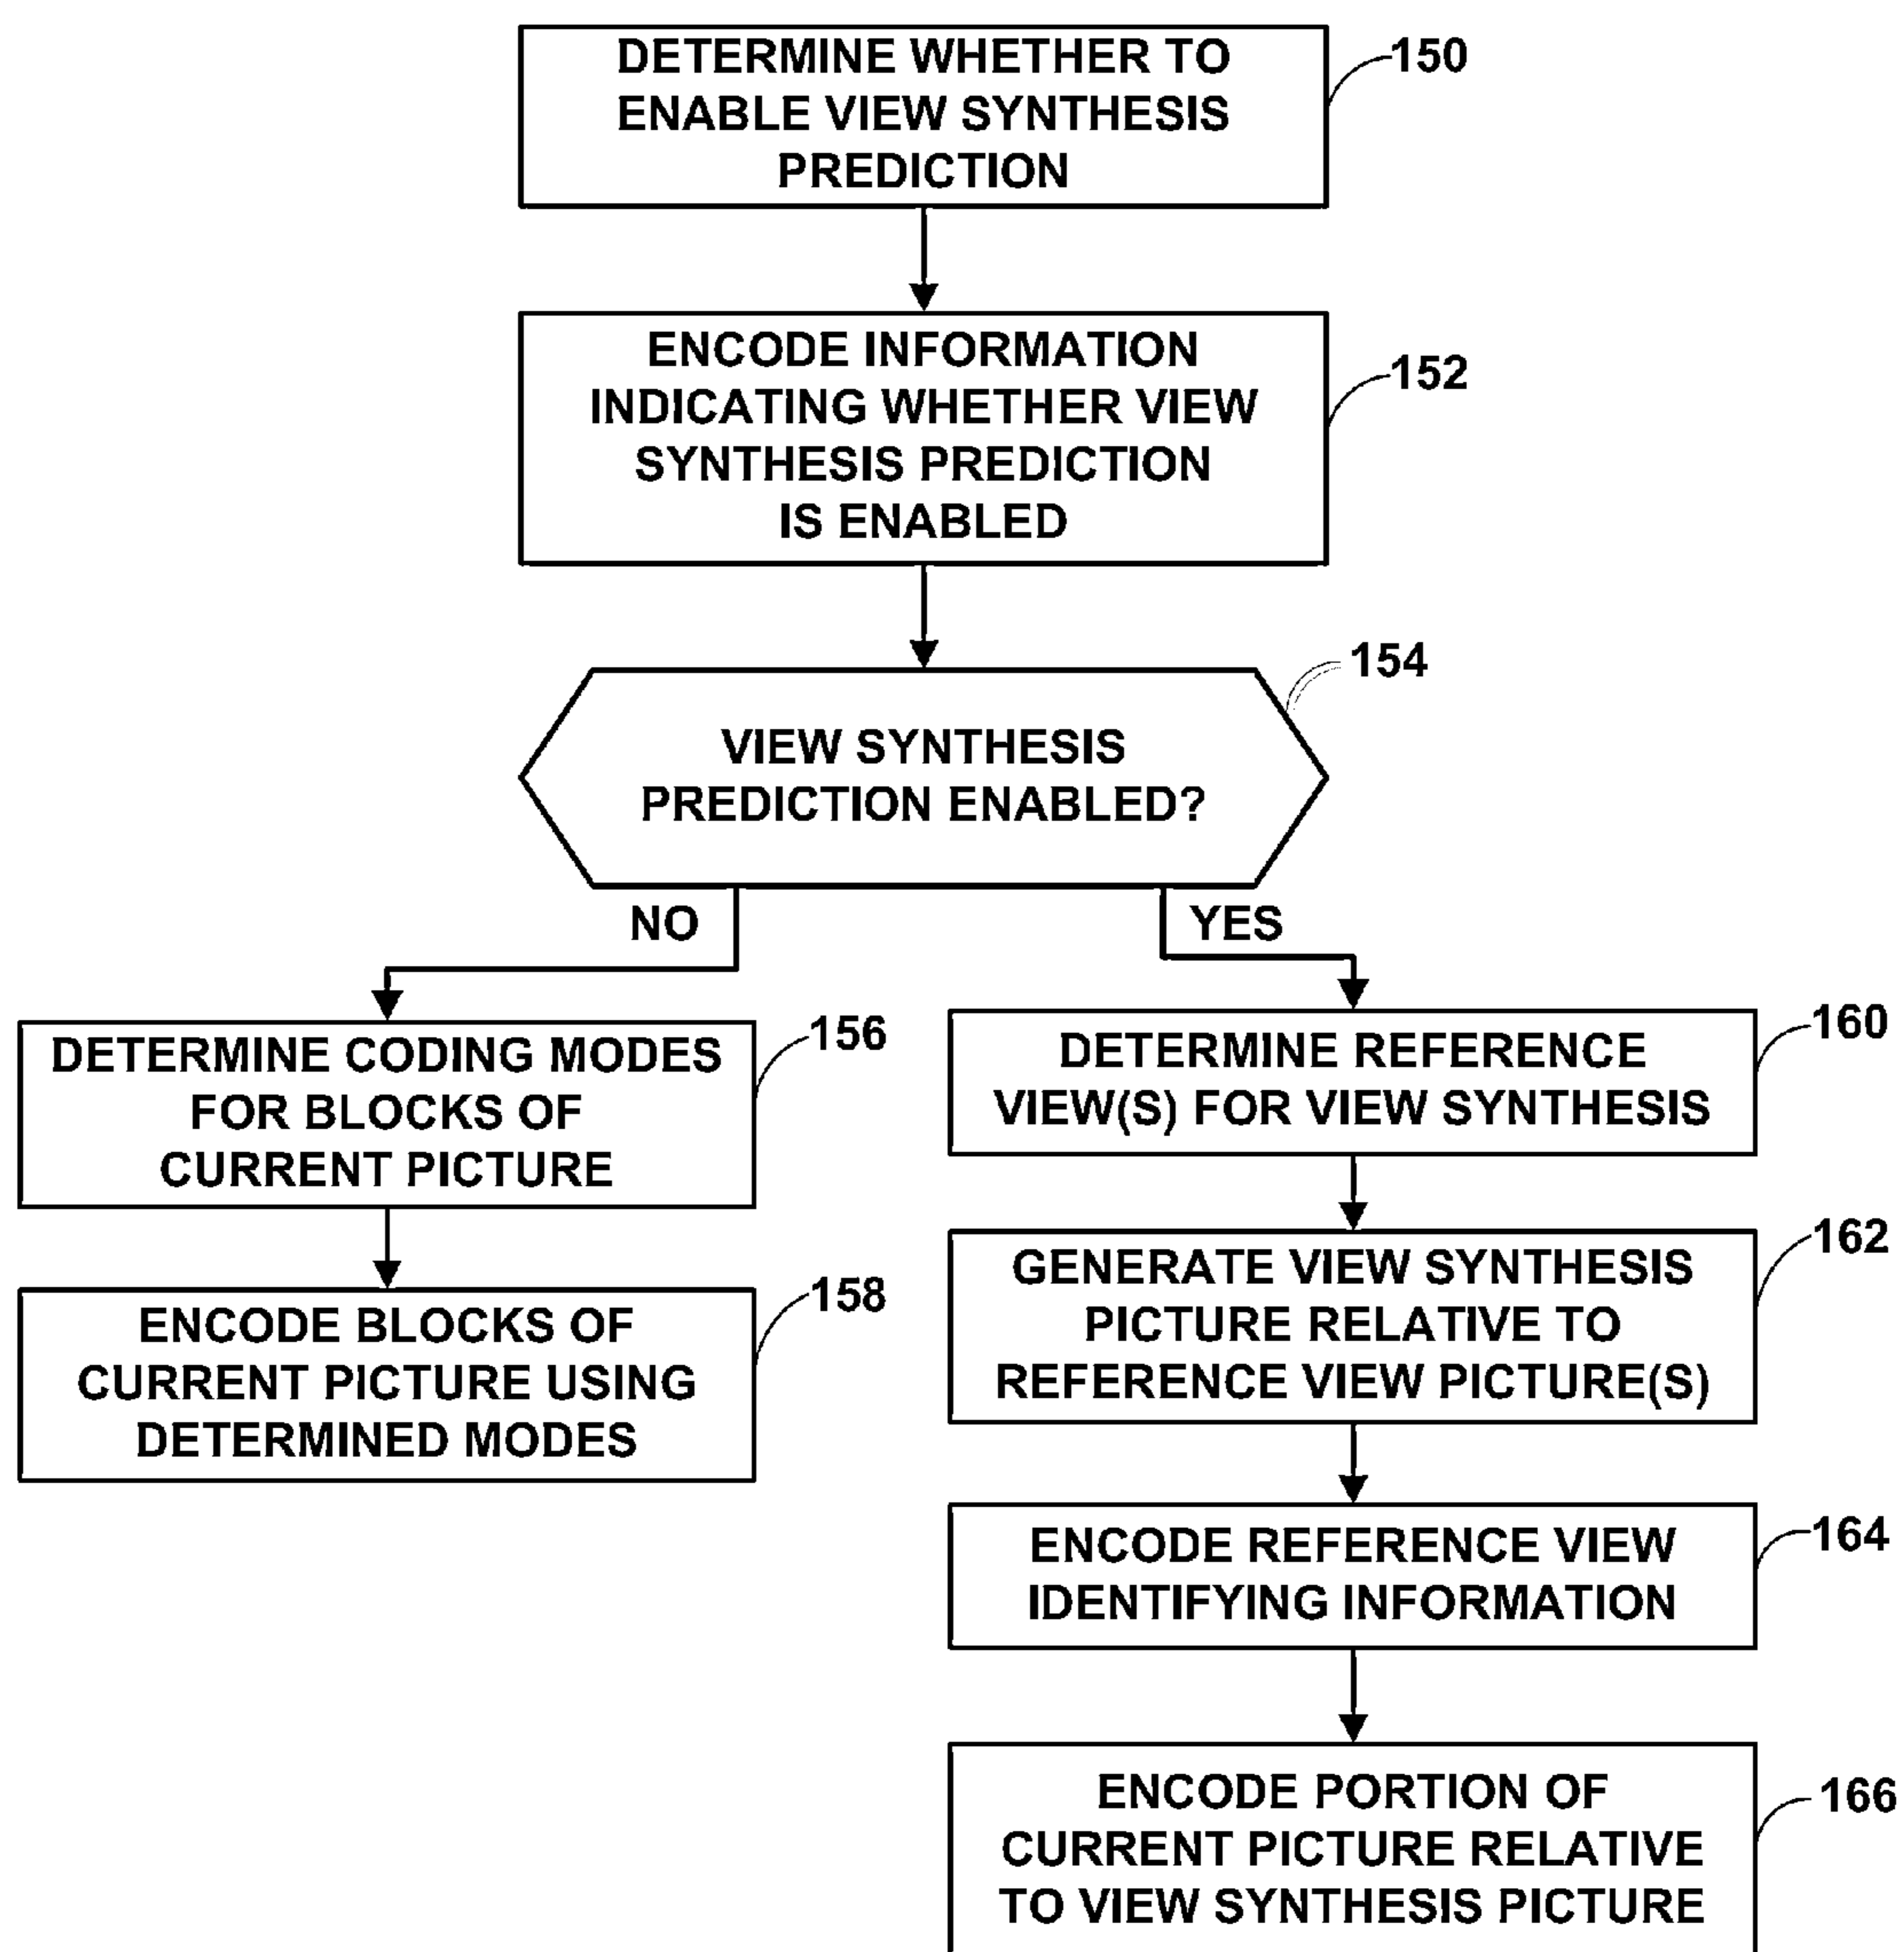 DETERMINE WHETHER TO
ENABLE VIEW SYNTHESIS
PREDICTION
150
ENCODE INFORMATION
INDICATING WHETHER VIEW
SYNTHESIS PREDICTION
IS ENABLED
152
154
VIEW SYNTHESIS
PREDICTION ENABLED?
NO
YES
DETERMINE CODING MODES
FOR BLOCKS OF
CURRENT PICTURE
156
ENCODE BLOCKS OF
CURRENT PICTURE USING
DETERMINED MODES
158
DETERMINE REFERENCE
VIEW(S) FOR VIEW SYNTHESIS
160
GENERATE VIEW SYNTHESIS
PICTURE RELATIVE TO
REFERENCE VIEW PICTURE(S)
162
ENCODE REFERENCE VIEW
IDENTIFYING INFORMATION
164
ENCODE PORTION OF
CURRENT PICTURE RELATIVE
TO VIEW SYNTHESIS PICTURE
166